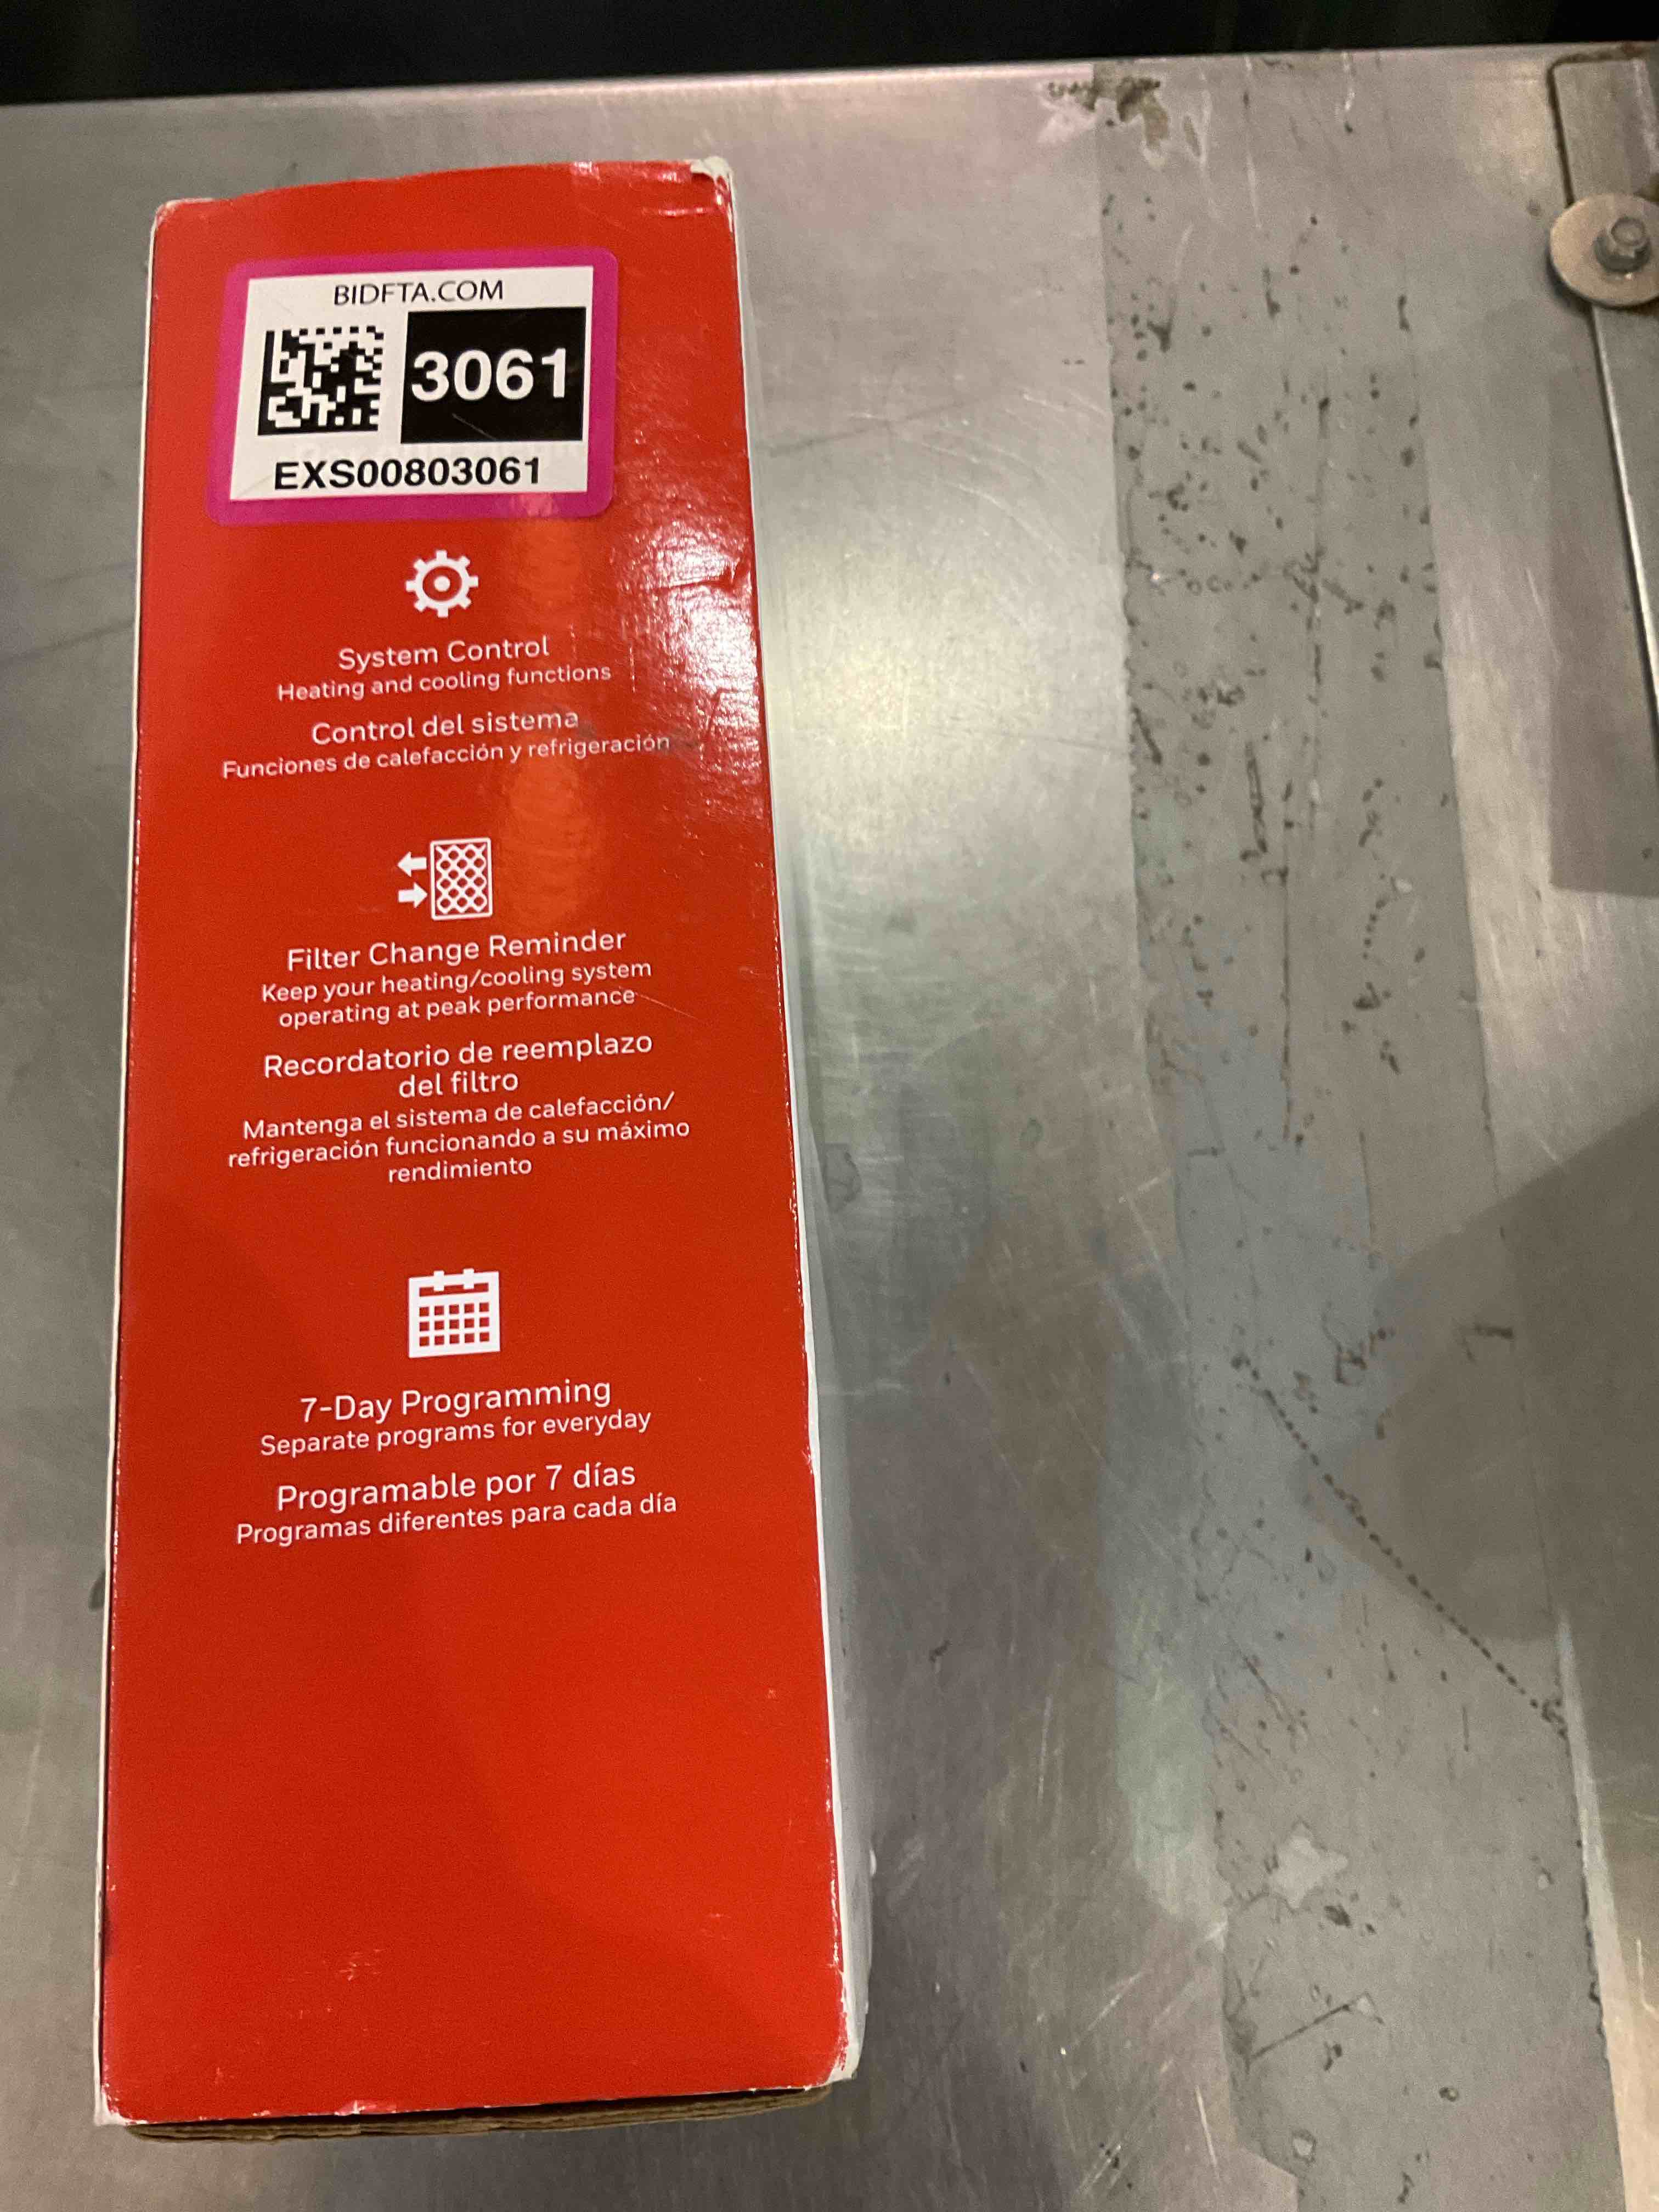 BIDFTA.COM
3061
EXS00803061
System Control
Heating and cooling functions
Control del sistema
Funciones de calefacción y refrigeración
Filter Change Reminder
Keep your heating/cooling system
operating at peak performance
Recordatorio de reemplazo
del filtro
Mantenga el sistema de calefacción/
refrigeración funcionando a su máximo
rendimiento
7-Day Programming
Separate programs for everyday
Programable por 7 días
Programas diferentes para cada día